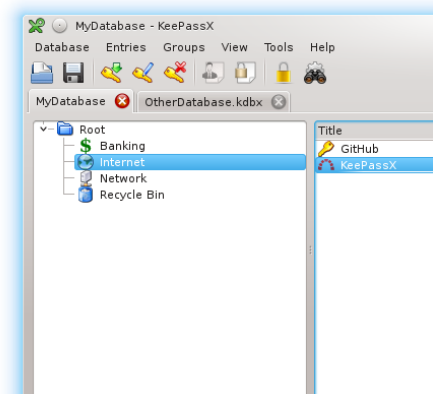 MyDatabase - KeePassX
Database Entries Groups View Tools Help
MyDatabase OtherDatabase.kdbx
Root
Banking
Internet
Network
Recycle Bin
Title
GitHub
KeePassX